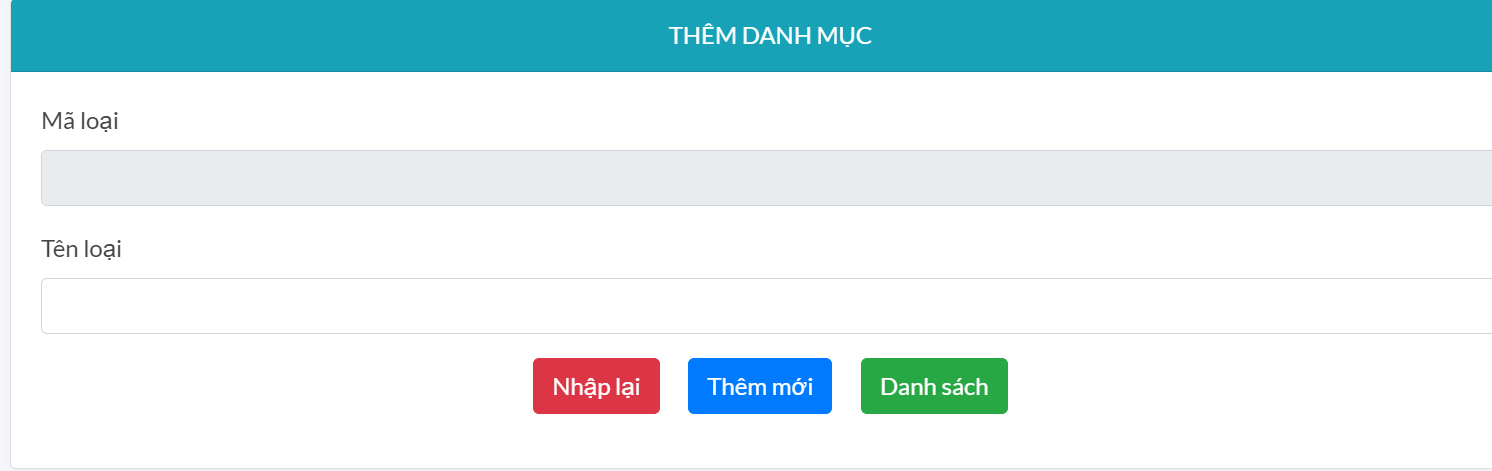 THÊM DANH MỤC
Mã loại
Tên loại
Nhập lại Thêm mới Danh sách